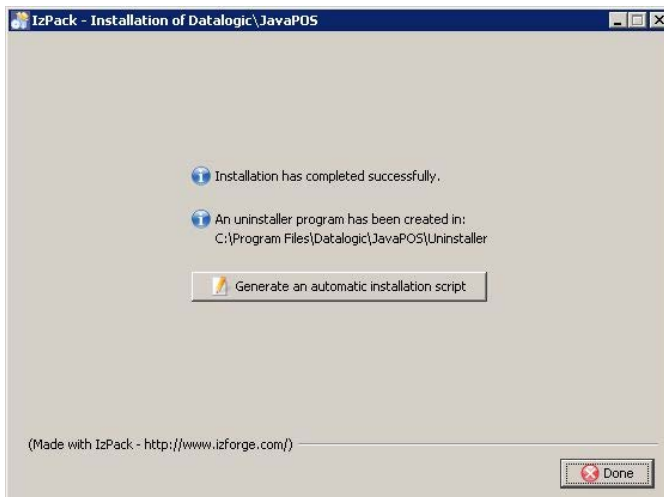 IzPack - Installation of Datalogic\JavaPOS
Installation has completed successfully.
An uninstaller program has been created in:
C:\Program Files\Datalogic\JavaPOS\Uninstaller
Generate an automatic installation script
(Made with IzPack - http://www.izforge.com/)
Done